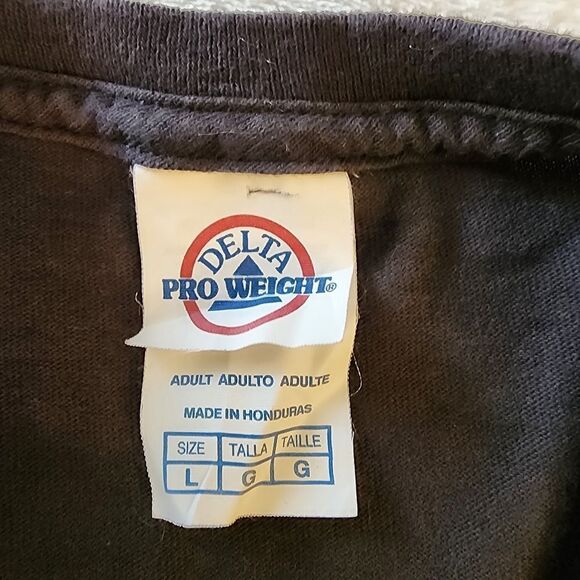 DELTA
PRO WEIGHT®
ADULT ADULTO ADULTE
MADE IN HONDURAS
SIZE TALLA TAILLE
L G G